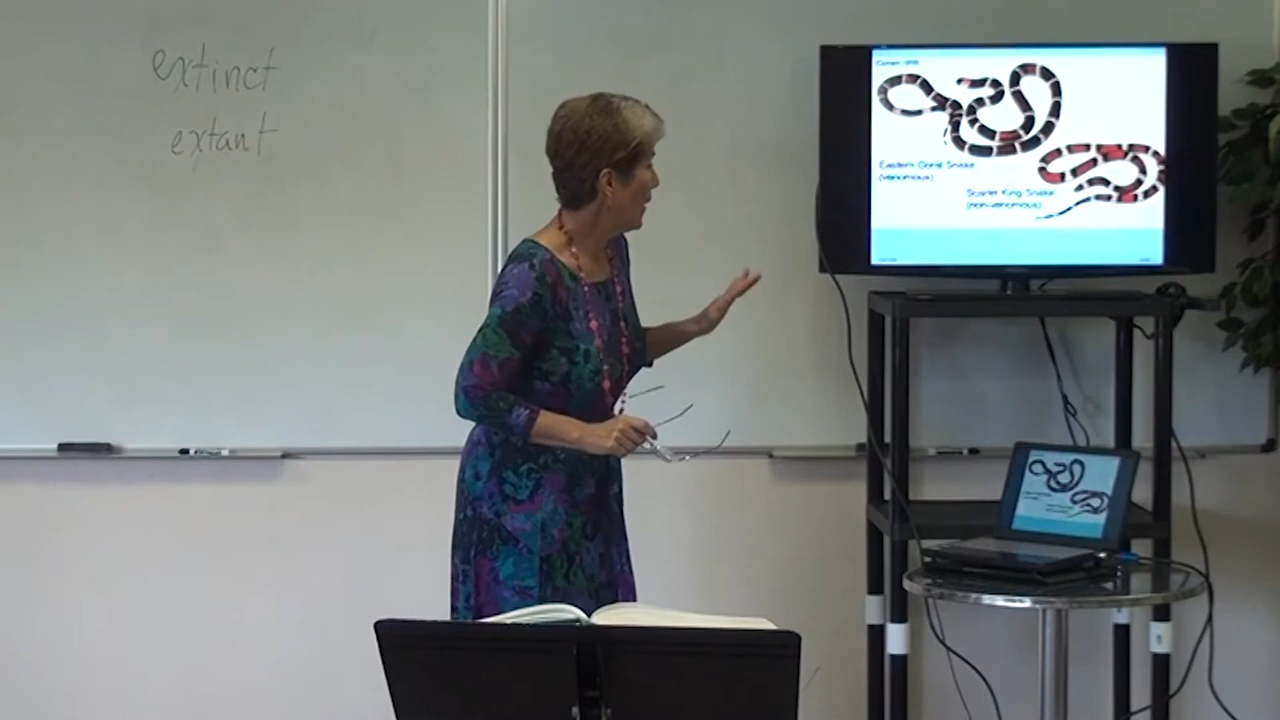 extinct
extant
Eastern Coral Snake
(venomous)
Scarlet King Snake
(non-venomous)